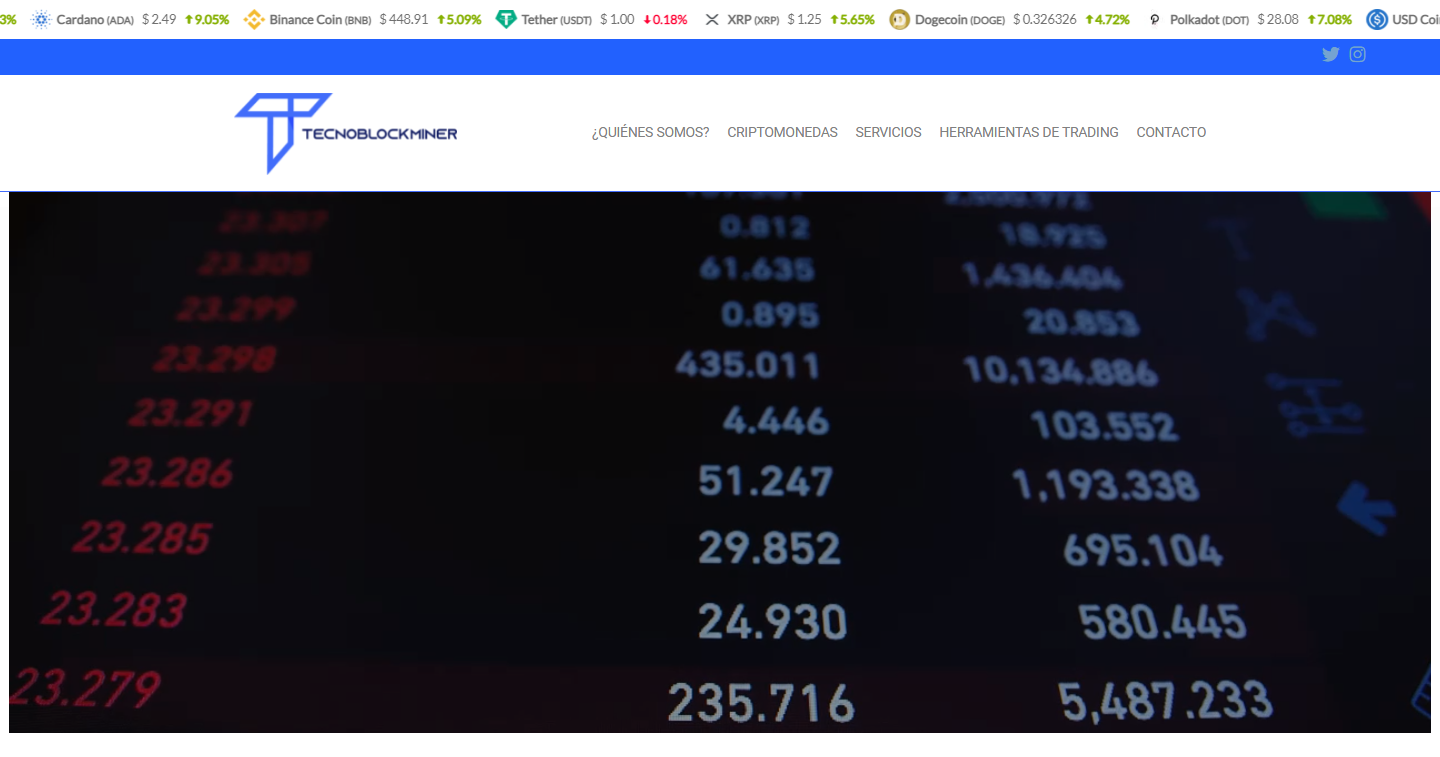 3% Cardano (ADA) $ 2.49 9.05% Binance Coin (BNB) $ 448.91 5.09% Tether (USDT) $ 1.00 0.18% XRP (XRP) $ 1.25 5.65% Dogecoin (DOGE) $ 0.326326 4.72% Polkadot (DOT) $ 28.08 7.08% USD Coi
TECNOBLOCKMINER
¿QUIÉNES SOMOS? CRIPTOMONEDAS SERVICIOS HERRAMIENTAS DE TRADING CONTACTO
23.307 0.812 18.925
23.305 61.635 1,436.404
23.299 0.895 20.853
23.298 435.011 10,134.886
23.291 4.446 103.552
23.286 51.247 1,193.338
23.285 29.852 695.104
23.283 24.930 580.445
23.279 235.716 5,487.233